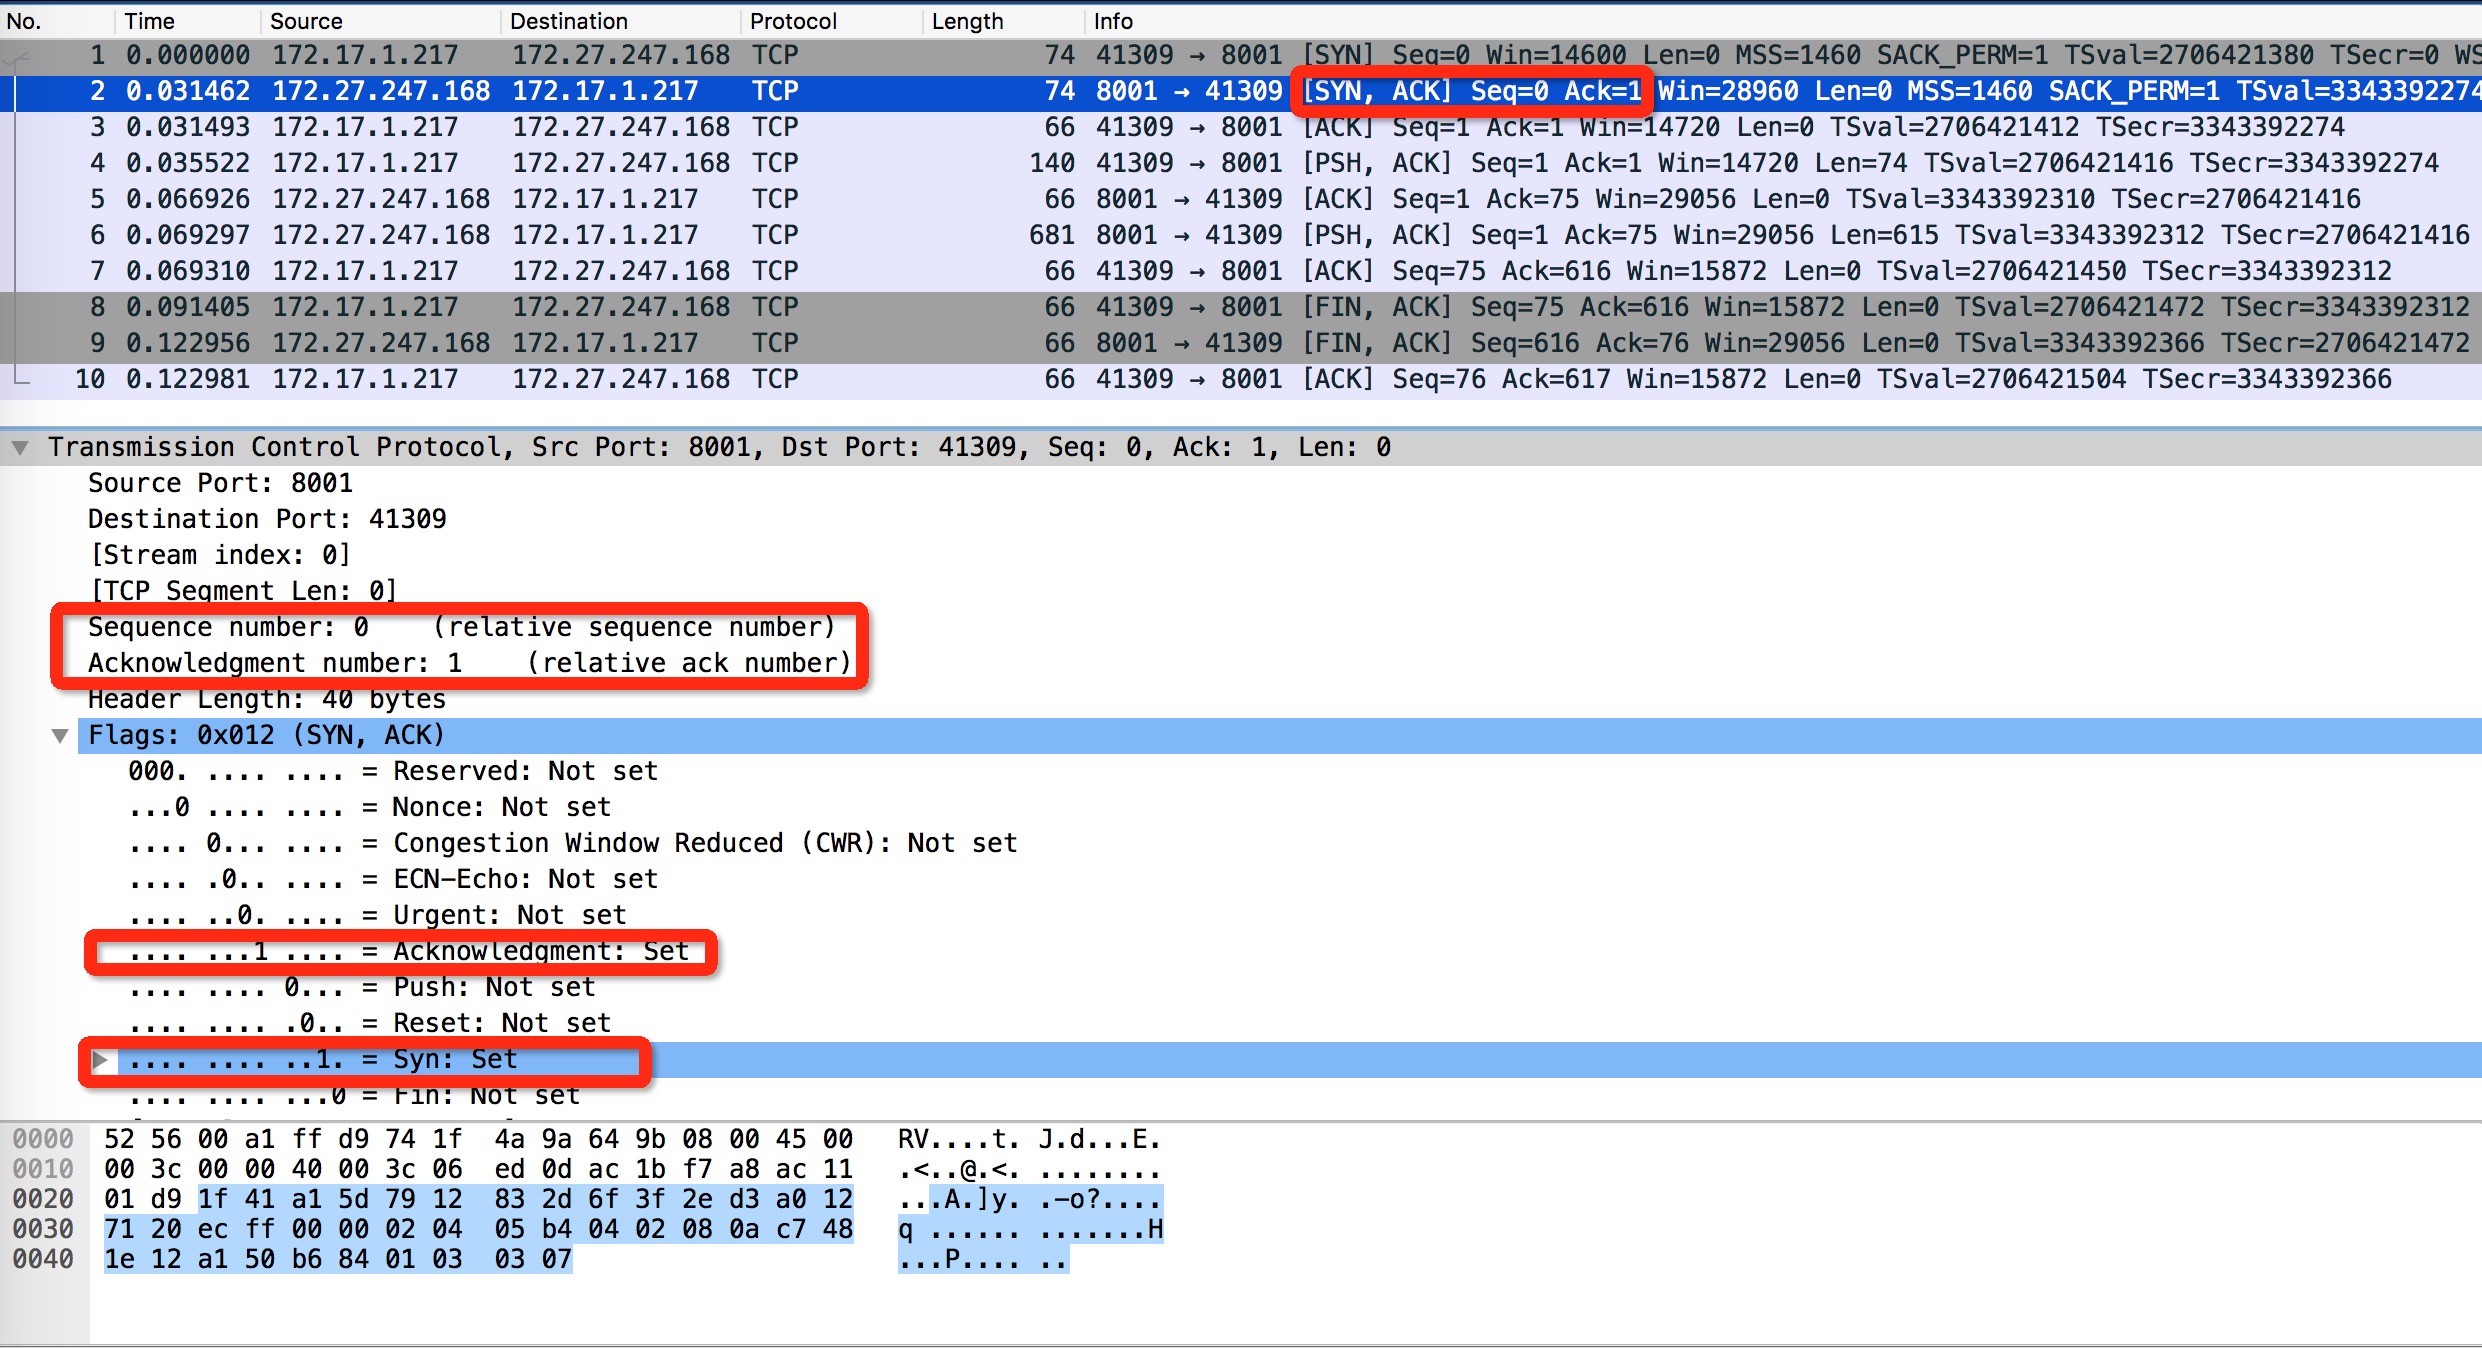 No. Time Source Destination Protocol Length Info
1 0.000000 172.17.1.217 172.27.247.168 TCP 74 41309 → 8001 [SYN] Seq=0 Win=14600 Len=0 MSS=1460 SACK_PERM=1 TSval=2706421380 TSecr=0 WS
2 0.031462 172.27.247.168 172.17.1.217 TCP 74 8001 → 41309 [SYN, ACK] Seq=0 Ack=1 Win=28960 Len=0 MSS=1460 SACK_PERM=1 TSval=3343392274
3 0.031493 172.17.1.217 172.27.247.168 TCP 66 41309 → 8001 [ACK] Seq=1 Ack=1 Win=14720 Len=0 TSval=2706421412 TSecr=3343392274
4 0.035522 172.17.1.217 172.27.247.168 TCP 140 41309 → 8001 [PSH, ACK] Seq=1 Ack=1 Win=14720 Len=74 TSval=2706421416 TSecr=3343392274
5 0.066926 172.27.247.168 172.17.1.217 TCP 66 8001 → 41309 [ACK] Seq=1 Ack=75 Win=29056 Len=0 TSval=3343392310 TSecr=2706421416
6 0.069297 172.27.247.168 172.17.1.217 TCP 681 8001 → 41309 [PSH, ACK] Seq=1 Ack=75 Win=29056 Len=615 TSval=3343392312 TSecr=2706421416
7 0.069310 172.17.1.217 172.27.247.168 TCP 66 41309 → 8001 [ACK] Seq=75 Ack=616 Win=15872 Len=0 TSval=2706421450 TSecr=3343392312
8 0.091405 172.17.1.217 172.27.247.168 TCP 66 41309 → 8001 [FIN, ACK] Seq=75 Ack=616 Win=15872 Len=0 TSval=2706421472 TSecr=3343392312
9 0.122956 172.27.247.168 172.17.1.217 TCP 66 8001 → 41309 [FIN, ACK] Seq=616 Ack=76 Win=29056 Len=0 TSval=3343392366 TSecr=2706421472
10 0.122981 172.17.1.217 172.27.247.168 TCP 66 41309 → 8001 [ACK] Seq=76 Ack=617 Win=15872 Len=0 TSval=2706421504 TSecr=3343392366
Transmission Control Protocol, Src Port: 8001, Dst Port: 41309, Seq: 0, Ack: 1, Len: 0
Source Port: 8001
Destination Port: 41309
[Stream index: 0]
[TCP Segment Len: 0]
Sequence number: 0 (relative sequence number)
Acknowledgment number: 1 (relative ack number)
Header Length: 40 bytes
Flags: 0x012 (SYN, ACK)
000. .... .... = Reserved: Not set
...0 .... .... = Nonce: Not set
.... 0... .... = Congestion Window Reduced (CWR): Not set
.... .0.. .... = ECN-Echo: Not set
.... ..0. .... = Urgent: Not set
.... ...1 .... = Acknowledgment: Set
.... .... 0... = Push: Not set
.... .... .0.. = Reset: Not set
.... .... ..1. = Syn: Set
.... .... ...0 = Fin: Not set
0000 52 56 00 a1 ff d9 74 1f 4a 9a 64 9b 08 00 45 00 RV....t. J.d...E.
0010 00 3c 00 00 40 00 3c 06 ed 0d ac 1b f7 a8 ac 11 .<..@.<. ........
0020 01 d9 1f 41 a1 5d 79 12 83 2d 6f 3f 2e d3 a0 12 ...A.]y. .-o?....
0030 71 20 ec ff 00 00 02 04 05 b4 04 02 08 0a c7 48 q ...... .......H
0040 1e 12 a1 50 b6 84 01 03 03 07 ...P.... ..